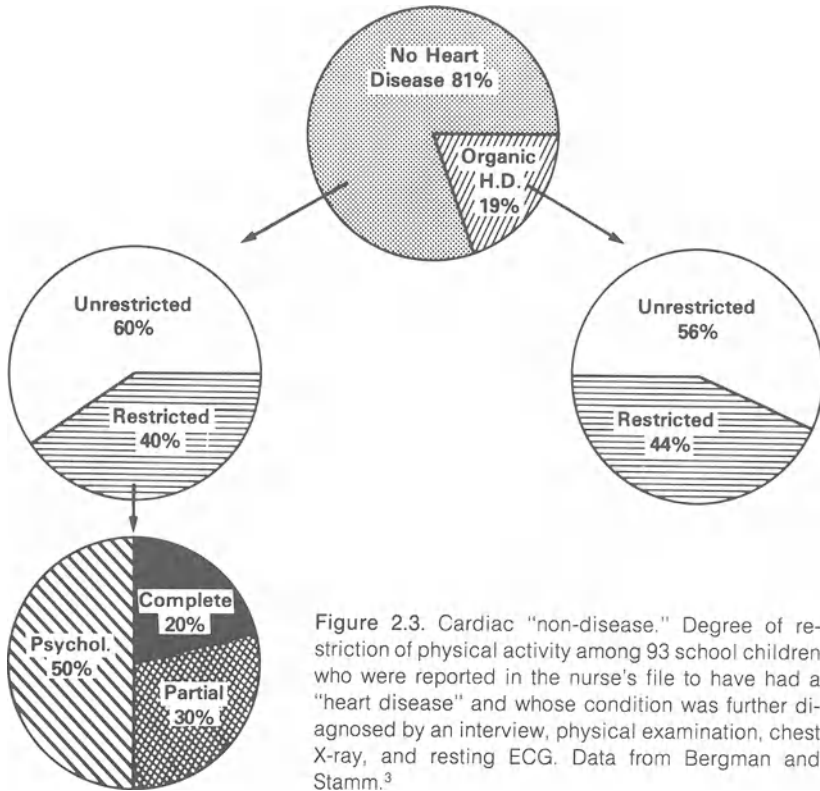 No Heart
Disease 81%
Organic
H.D.
19%
Unrestricted
60%
Restricted
40%
Unrestricted
56%
Restricted
44%
Psychol.
50%
Complete
20%
Partial
30%
Figure 2.3. Cardiac "non-disease." Degree of re-
striction of physical activity among 93 school children
who were reported in the nurse's file to have had a
"heart disease" and whose condition was further di-
agnosed by an interview, physical examination, chest
X-ray, and resting ECG. Data from Bergman and
Stamm.³